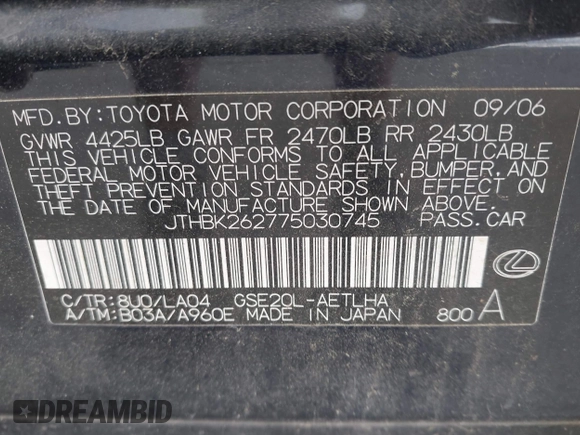 MFD.BY:TOYOTA MOTOR CORPORATION 09/06
GVWR 4425LB GAWR FR 2470LB RR 2430LB
THIS VEHICLE CONFORMS TO ALL APPLICABLE
FEDERAL MOTOR VEHICLE SAFETY, BUMPER, AND
THEFT PREVENTION STANDARDS IN EFFECT ON
THE DATE OF MANUFACTURE SHOWN ABOVE.
JTHBK262775030745 PASS.CAR
C/TR:8U0/LA04 GSE20L-AETLHA
A/TM:B03A/A960E MADE IN JAPAN 800 A
DREAMBID